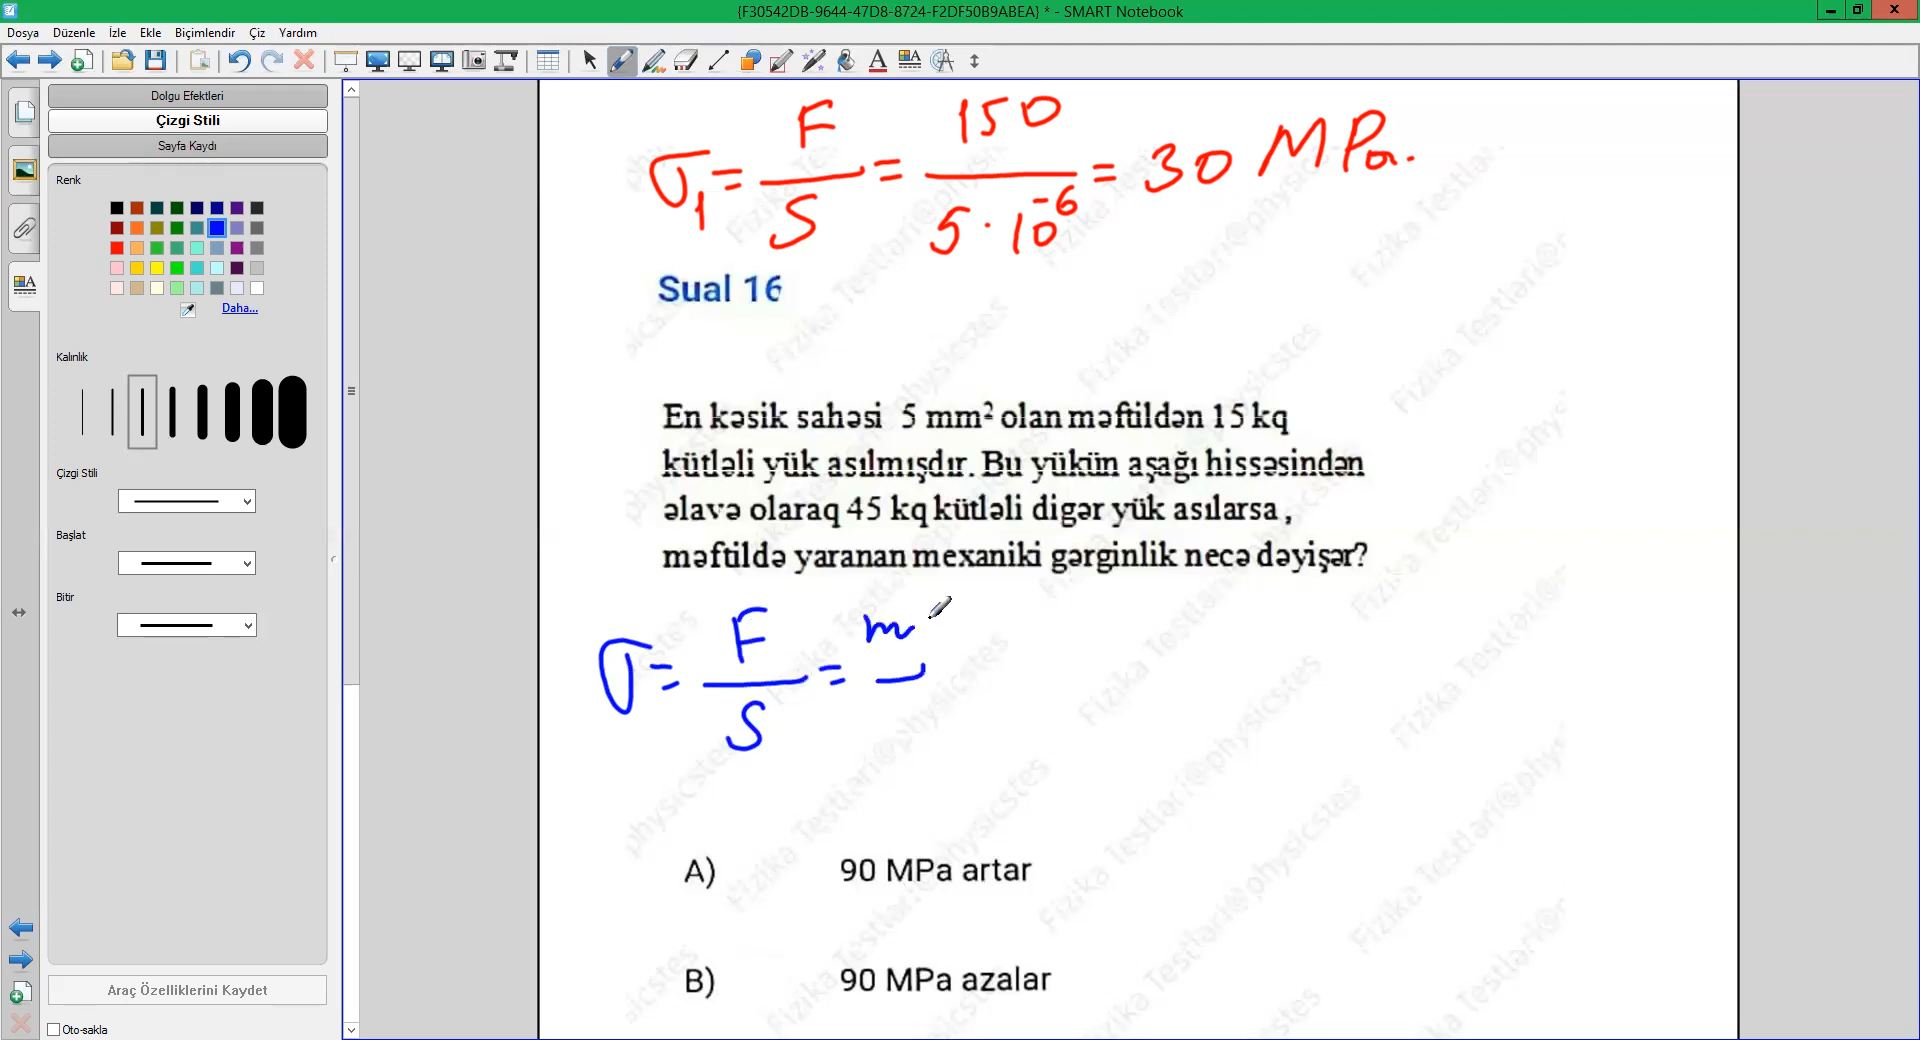 {F30542DB-9644-47D8-8724-F2DF50B9ABEA} * - SMART Notebook
Dosya Düzenle İzle Ekle Biçimlendir Çiz Yardım
Dolgu Efektleri
Çizgi Stili
Sayfa Kaydı
Renk
Daha...
Kalınlık
Çizgi Stili
Başlat
Bitir
Araç Özelliklerini Kaydet
Oto-sakla
σ₁ = F/S = 150/5·10⁻⁶ = 30 MPa.
Sual 16
En kəsik sahəsi 5 mm² olan məftildən 15 kq
kütləli yük asılmışdır. Bu yükün aşağı hissəsindən
əlavə olaraq 45 kq kütləli digər yük asılarsa ,
məftildə yaranan mexaniki gərginlik necə dəyişər?
σ = F/S = m
A) 90 MPa artar
B) 90 MPa azalar
Fizika Testləri@physicstes